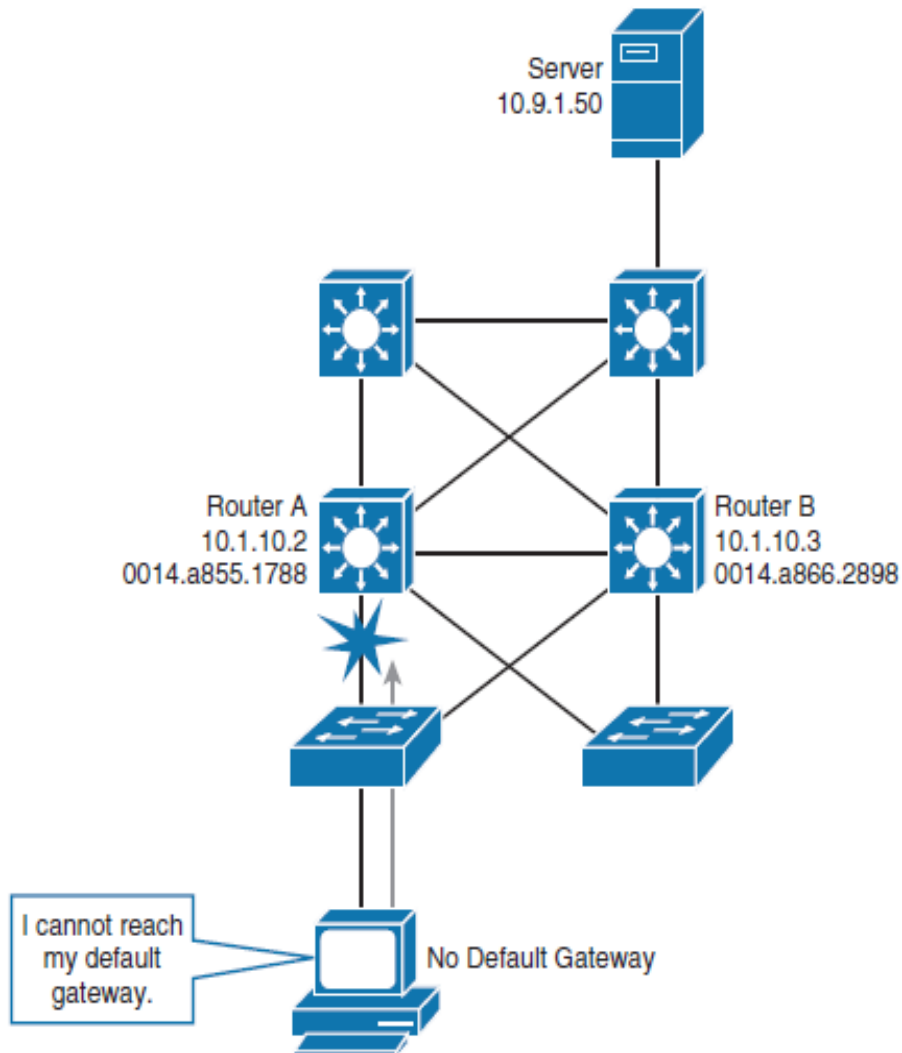 Server
10.9.1.50
Router A
10.1.10.2
0014.a855.1788
Router B
10.1.10.3
0014.a866.2898
I cannot reach
my default
gateway.
No Default Gateway